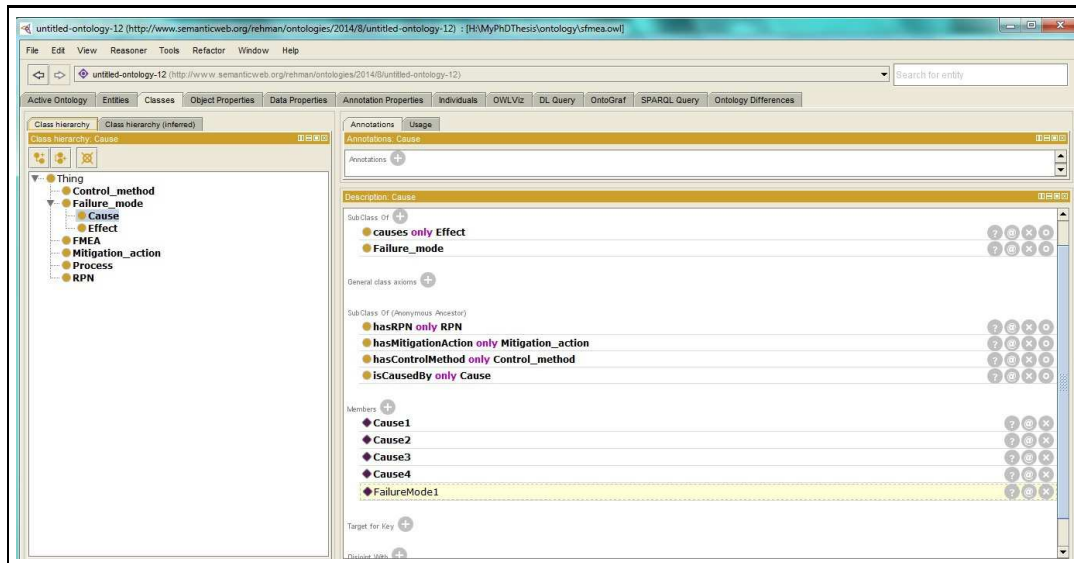 untitled-ontology-12 (http://www.semanticweb.org/rehman/ontologies/2014/8/untitled-ontology-12) : [H:\MyPhDThesis\ontology\sfmea.owl]
File Edit View Reasoner Tools Refactor Window Help
untitled-ontology-12 (http://www.semanticweb.org/rehman/ontologies/2014/8/untitled-ontology-12)
Search for entity
Active Ontology Entities Classes Object Properties Data Properties Annotation Properties Individuals OWLViz DL Query OntoGraf SPARQL Query Ontology Differences
Class hierarchy Class hierarchy (inferred)
Class hierarchy: Cause
Thing
Control_method
Failure_mode
Cause
Effect
FMEA
Mitigation_action
Process
RPN
Annotations Usage
Annotations: Cause
Annotations
Description: Cause
SubClass Of
causes only Effect
Failure_mode
General class axioms
SubClass Of (Anonymous Ancestor)
hasRPN only RPN
hasMitigationAction only Mitigation_action
hasControlMethod only Control_method
isCausedBy only Cause
Members
Cause1
Cause2
Cause3
Cause4
FailureMode1
Target for Key
Disjoint With